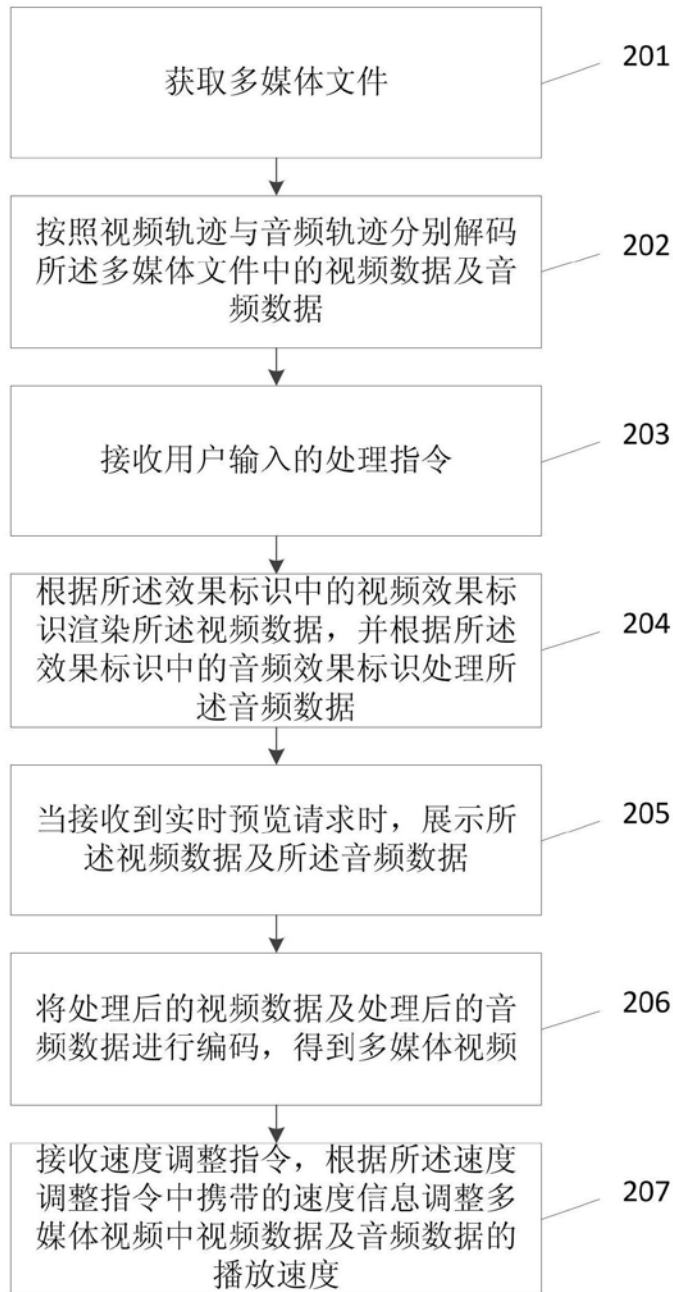 获取多媒体文件
201
按照视频轨迹与音频轨迹分别解码
所述多媒体文件中的视频数据及音
频数据
202
接收用户输入的处理指令
203
根据所述效果标识中的视频效果标
识渲染所述视频数据，并根据所述
效果标识中的音频效果标识处理所
述音频数据
204
当接收到实时预览请求时，展示所
述视频数据及所述音频数据
205
将处理后的视频数据及处理后的音
频数据进行编码，得到多媒体视频
206
接收速度调整指令，根据所述速度
调整指令中携带的速度信息调整多
媒体视频中视频数据及音频数据的
播放速度
207